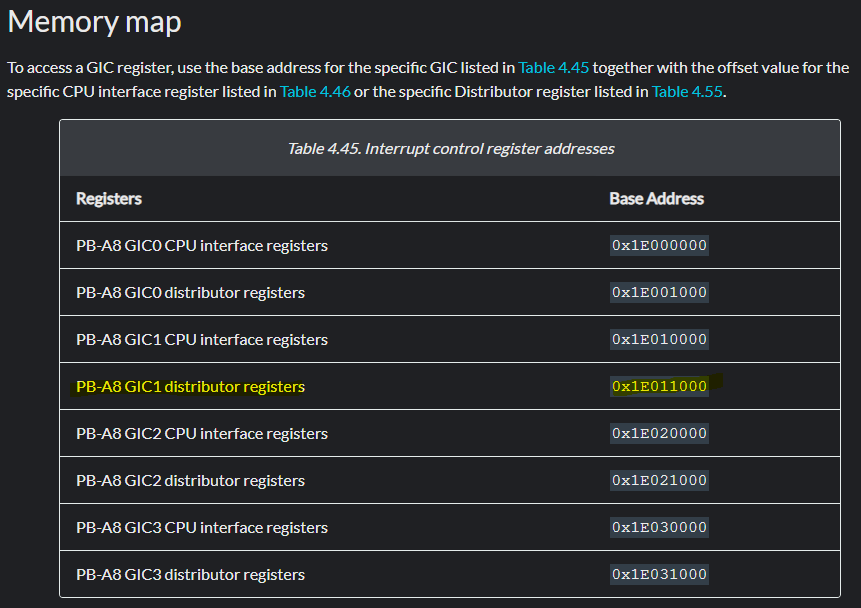 Memory map
To access a GIC register, use the base address for the specific GIC listed in Table 4.45 together with the offset value for the
specific CPU interface register listed in Table 4.46 or the specific Distributor register listed in Table 4.55.
Table 4.45. Interrupt control register addresses
Registers Base Address
PB-A8 GIC0 CPU interface registers 0x1E000000
PB-A8 GIC0 distributor registers 0x1E001000
PB-A8 GIC1 CPU interface registers 0x1E010000
PB-A8 GIC1 distributor registers 0x1E011000
PB-A8 GIC2 CPU interface registers 0x1E020000
PB-A8 GIC2 distributor registers 0x1E021000
PB-A8 GIC3 CPU interface registers 0x1E030000
PB-A8 GIC3 distributor registers 0x1E031000